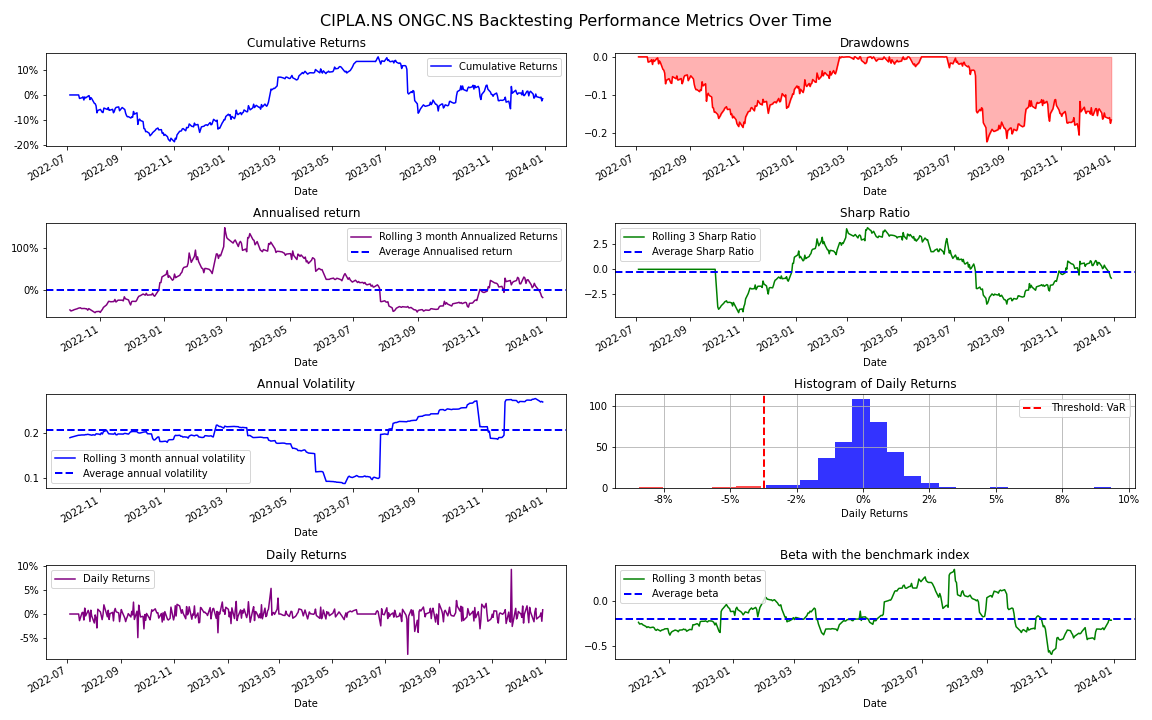 CIPLA.NS ONGC.NS Backtesting Performance Metrics Over Time
Cumulative Returns
10%
0%
-10%
-20%
Cumulative Returns
2022-07 2022-09 2022-11 2023-01 2023-03 2023-05 2023-07 2023-09 2023-11 2024-01
Date
Drawdowns
0.0
−0.1
−0.2
2022-07 2022-09 2022-11 2023-01 2023-03 2023-05 2023-07 2023-09 2023-11 2024-01
Date
Annualised return
100%
0%
Rolling 3 month Annualized Returns
Average Annualised return
2022-11 2023-01 2023-03 2023-05 2023-07 2023-09 2023-11 2024-01
Date
Sharp Ratio
2.5
0.0
−2.5
Rolling 3 Sharp Ratio
Average Sharp Ratio
2022-07 2022-09 2022-11 2023-01 2023-03 2023-05 2023-07 2023-09 2023-11 2024-01
Date
Annual Volatility
0.2
0.1
Rolling 3 month annual volatility
Average annual volatility
2022-11 2023-01 2023-03 2023-05 2023-07 2023-09 2023-11 2024-01
Date
Histogram of Daily Returns
100
50
0
Threshold: VaR
-8% -5% -2% 0% 2% 5% 8% 10%
Daily Returns
Daily Returns
10%
5%
0%
-5%
Daily Returns
2022-07 2022-09 2022-11 2023-01 2023-03 2023-05 2023-07 2023-09 2023-11 2024-01
Date
Beta with the benchmark index
0.0
−0.5
Rolling 3 month betas
Average beta
2022-11 2023-01 2023-03 2023-05 2023-07 2023-09 2023-11 2024-01
Date